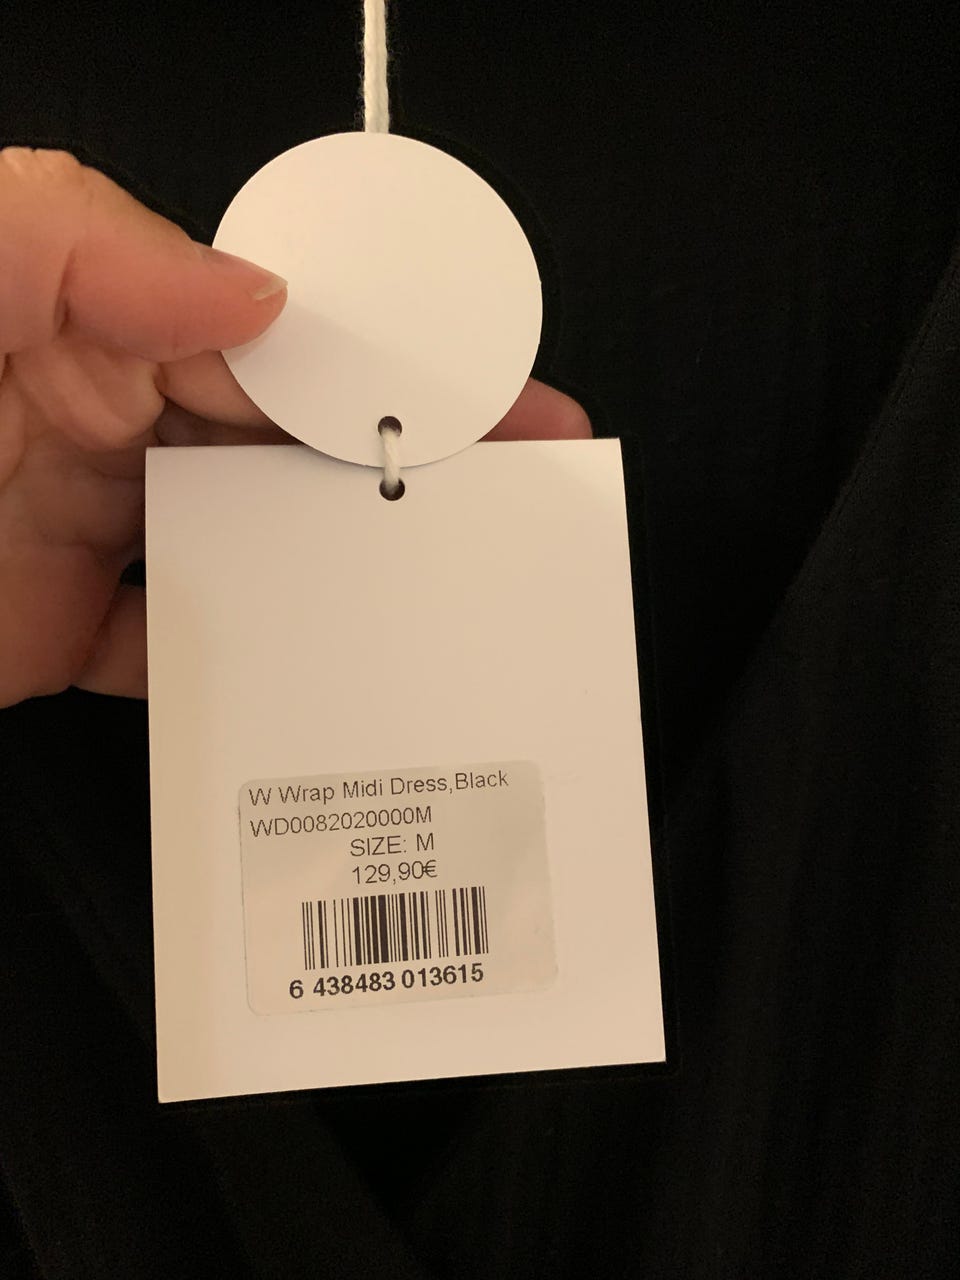 W Wrap Midi Dress,Black
WD0082020000M
SIZE: M
129,90€
6 438483 013615